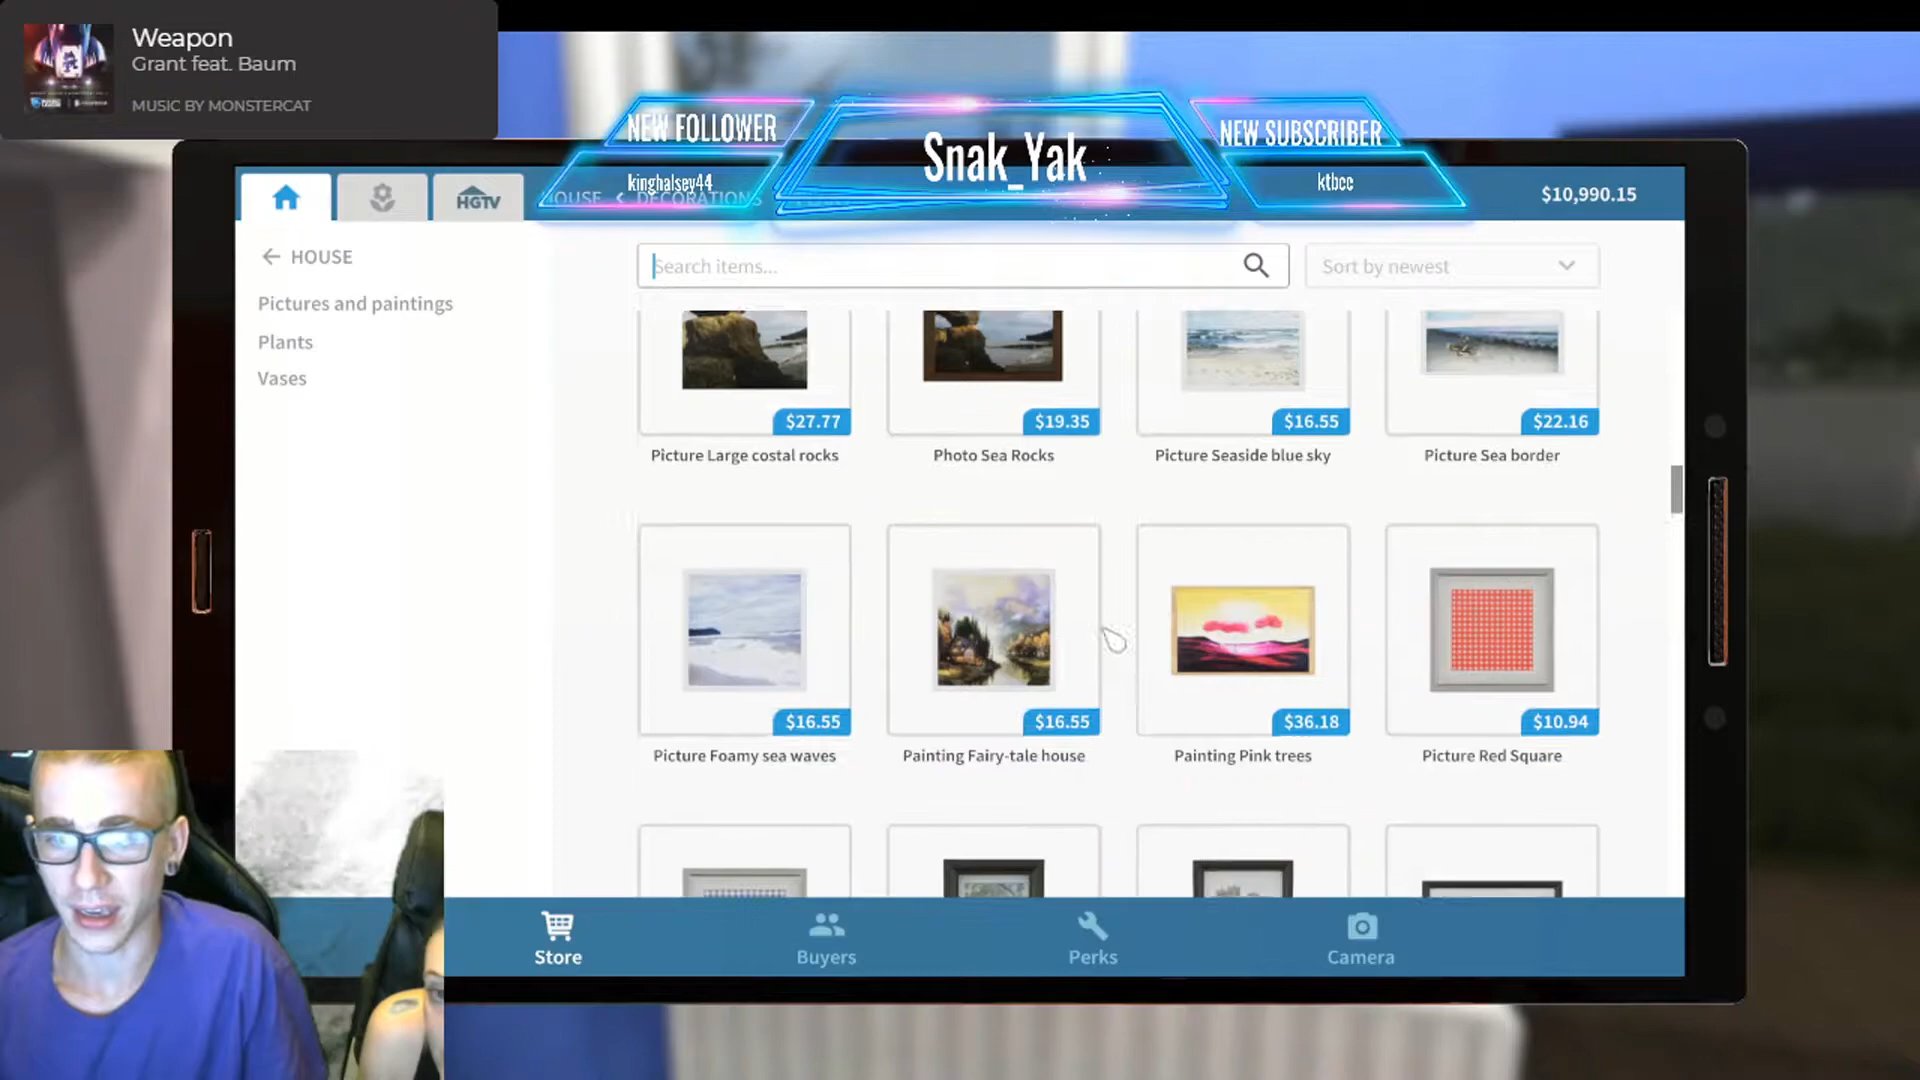 Weapon
Grant feat. Baum
MUSIC BY MONSTERCAT
NEW FOLLOWER
kinghalsey44
Snak_Yak
NEW SUBSCRIBER
ktbcc
HGTV
HOUSE < DECORATIONS
$10,990.15
HOUSE
Pictures and paintings
Plants
Vases
Search items...
Sort by newest
$27.77
$19.35
$16.55
$22.16
Picture Large costal rocks
Photo Sea Rocks
Picture Seaside blue sky
Picture Sea border
$16.55
$16.55
$36.18
$10.94
Picture Foamy sea waves
Painting Fairy-tale house
Painting Pink trees
Picture Red Square
Store
Buyers
Perks
Camera